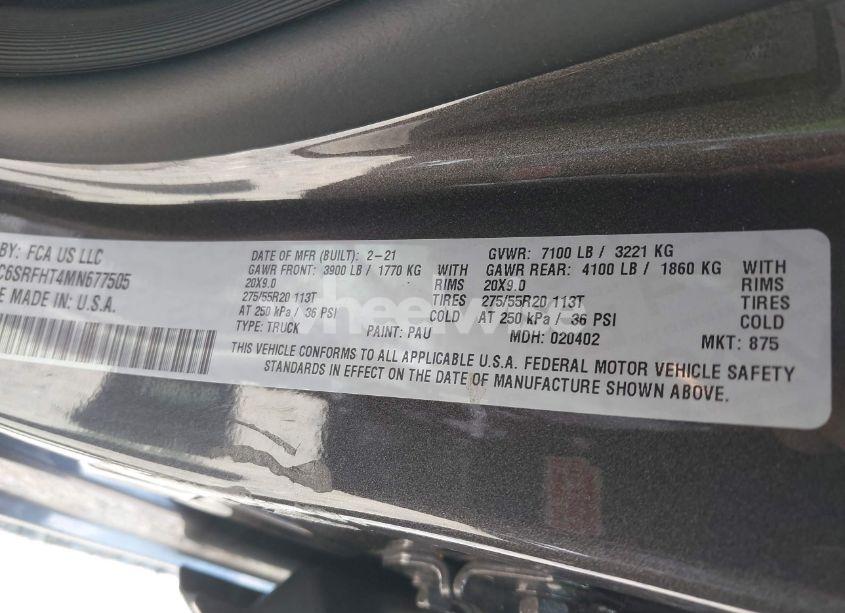 BY: FCA US LLC
C6SRFHT4MN677505
E MADE IN: U.S.A.
DATE OF MFR (BUILT): 2-21 GVWR: 7100 LB / 3221 KG
GAWR FRONT: 3900 LB / 1770 KG WITH GAWR REAR: 4100 LB / 1860 KG WITH
20X9.0 RIMS 20X9.0 RIMS
275/55R20 113T TIRES 275/55R20 113T TIRES
AT 250 kPa / 36 PSI COLD AT 250 kPa / 36 PSI COLD
TYPE: TRUCK PAINT: PAU MDH: 020402 MKT: 875
THIS VEHICLE CONFORMS TO ALL APPLICABLE U.S.A. FEDERAL MOTOR VEHICLE SAFETY
STANDARDS IN EFFECT ON THE DATE OF MANUFACTURE SHOWN ABOVE.